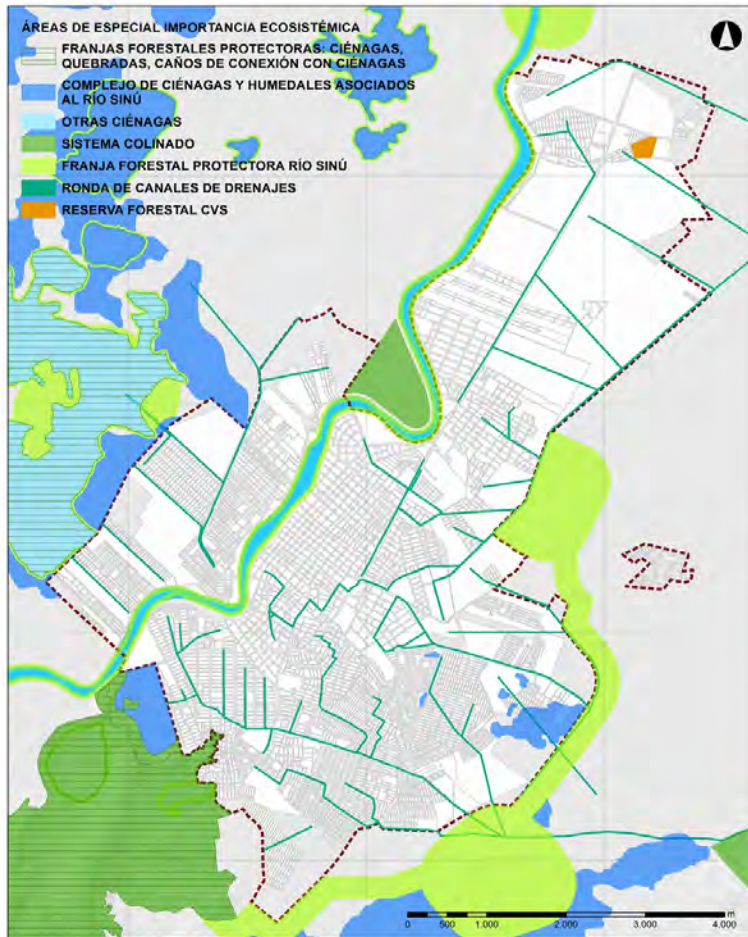 ÁREAS DE ESPECIAL IMPORTANCIA ECOSISTÉMICA
FRANJAS FORESTALES PROTECTORAS: CIÉNAGAS,
QUEBRADAS, CAÑOS DE CONEXIÓN CON CIÉNAGAS
COMPLEJO DE CIÉNAGAS Y HUMEDALES ASOCIADOS
AL RÍO SINÚ
OTRAS CIÉNAGAS
SISTEMA COLINADO
FRANJA FORESTAL PROTECTORA RÍO SINÚ
RONDA DE CANALES DE DRENAJES
RESERVA FORESTAL CVS
m
0 500 1.000 2.000 3.000 4.000